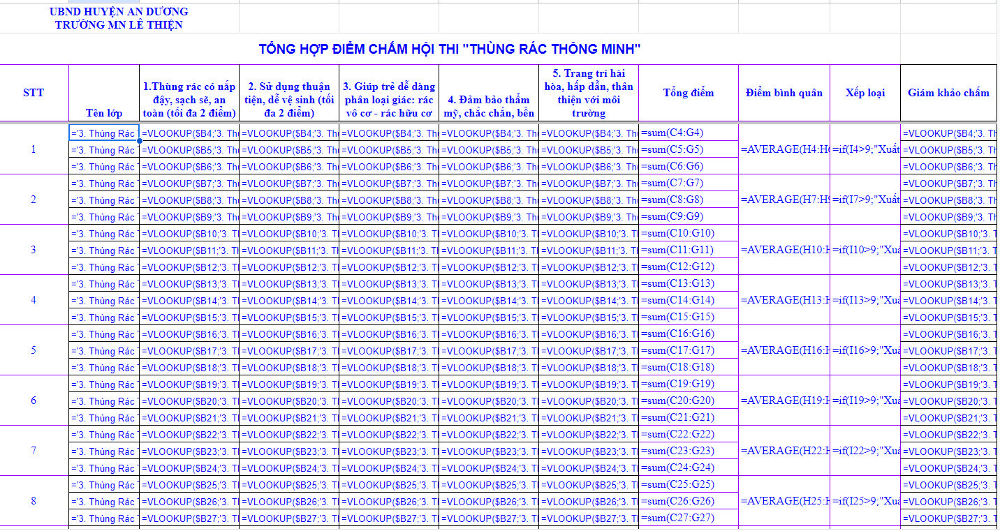 UBND HUYỆN AN DƯƠNG
TRƯỜNG MN LÊ THIỆN
TỔNG HỢP ĐIỂM CHẤM HỘI THI "THÙNG RÁC THÔNG MINH"
STT
Tên lớp
1.Thùng rác có nắp
đậy, sạch sẽ, an
toàn (tối đa 2 điểm)
2. Sử dụng thuận
tiện, dễ vệ sinh (tối
đa 2 điểm)
3. Giúp trẻ dễ dàng
phân loại giác: rác
vô cơ - rác hữu cơ
4. Đảm bảo thẩm
mỹ, chắc chắn, bền
5. Trang trí hài
hòa, hấp dẫn, thân
thiện với môi
trường
Tổng điểm
Điểm bình quân
Xếp loại
Giám khảo chấm
1 ='3. Thùng Rác =VLOOKUP($B4;'3. Th =VLOOKUP($B4;'3. Th =VLOOKUP($B4;'3. Th =VLOOKUP($B4;'3. Th =VLOOKUP($B4;'3. Th =sum(C4:G4) =AVERAGE(H4:H =if(I4>9;"Xuất =VLOOKUP($B4;'3. Th
='3. Thùng Rác =VLOOKUP($B5;'3. Th =VLOOKUP($B5;'3. Th =VLOOKUP($B5;'3. Th =VLOOKUP($B5;'3. Th =VLOOKUP($B5;'3. Th =sum(C5:G5) =VLOOKUP($B5;'3. Th
='3. Thùng Rác =VLOOKUP($B6;'3. Th =VLOOKUP($B6;'3. Th =VLOOKUP($B6;'3. Th =VLOOKUP($B6;'3. Th =VLOOKUP($B6;'3. Th =sum(C6:G6) =VLOOKUP($B6;'3. Th
2 ='3. Thùng Rác =VLOOKUP($B7;'3. Th =VLOOKUP($B7;'3. Th =VLOOKUP($B7;'3. Th =VLOOKUP($B7;'3. Th =VLOOKUP($B7;'3. Th =sum(C7:G7) =AVERAGE(H7:H =if(I7>9;"Xuất =VLOOKUP($B7;'3. Th
='3. Thùng Rác =VLOOKUP($B8;'3. Th =VLOOKUP($B8;'3. Th =VLOOKUP($B8;'3. Th =VLOOKUP($B8;'3. Th =VLOOKUP($B8;'3. Th =sum(C8:G8) =VLOOKUP($B8;'3. Th
='3. Thùng Rác =VLOOKUP($B9;'3. Th =VLOOKUP($B9;'3. Th =VLOOKUP($B9;'3. Th =VLOOKUP($B9;'3. Th =VLOOKUP($B9;'3. Th =sum(C9:G9) =VLOOKUP($B9;'3. Th
3 ='3. Thùng Rác =VLOOKUP($B10;'3. T =VLOOKUP($B10;'3. T =VLOOKUP($B10;'3. T =VLOOKUP($B10;'3. T =VLOOKUP($B10;'3. T =sum(C10:G10) =AVERAGE(H10:H =if(I10>9;"Xuấ =VLOOKUP($B10;'3. T
='3. Thùng Rác =VLOOKUP($B11;'3. Th =VLOOKUP($B11;'3. Th =VLOOKUP($B11;'3. Th =VLOOKUP($B11;'3. Th =VLOOKUP($B11;'3. Th =sum(C11:G11) =VLOOKUP($B11;'3. T
='3. Thùng Rác =VLOOKUP($B12;'3. T =VLOOKUP($B12;'3. T =VLOOKUP($B12;'3. T =VLOOKUP($B12;'3. T =VLOOKUP($B12;'3. T =sum(C12:G12) =VLOOKUP($B12;'3. T
4 ='3. Thùng Rác =VLOOKUP($B13;'3. T =VLOOKUP($B13;'3. T =VLOOKUP($B13;'3. T =VLOOKUP($B13;'3. T =VLOOKUP($B13;'3. T =sum(C13:G13) =AVERAGE(H13:H =if(I13>9;"Xuấ =VLOOKUP($B13;'3. T
='3. Thùng Rác =VLOOKUP($B14;'3. T =VLOOKUP($B14;'3. T =VLOOKUP($B14;'3. T =VLOOKUP($B14;'3. T =VLOOKUP($B14;'3. T =sum(C14:G14) =VLOOKUP($B14;'3. T
='3. Thùng Rác =VLOOKUP($B15;'3. T =VLOOKUP($B15;'3. T =VLOOKUP($B15;'3. T =VLOOKUP($B15;'3. T =VLOOKUP($B15;'3. T =sum(C15:G15) =VLOOKUP($B15;'3. T
5 ='3. Thùng Rác =VLOOKUP($B16;'3. T =VLOOKUP($B16;'3. T =VLOOKUP($B16;'3. T =VLOOKUP($B16;'3. T =VLOOKUP($B16;'3. T =sum(C16:G16) =AVERAGE(H16:H =if(I16>9;"Xuấ =VLOOKUP($B16;'3. T
='3. Thùng Rác =VLOOKUP($B17;'3. T =VLOOKUP($B17;'3. T =VLOOKUP($B17;'3. T =VLOOKUP($B17;'3. T =VLOOKUP($B17;'3. T =sum(C17:G17) =VLOOKUP($B17;'3. T
='3. Thùng Rác =VLOOKUP($B18;'3. T =VLOOKUP($B18;'3. T =VLOOKUP($B18;'3. T =VLOOKUP($B18;'3. T =VLOOKUP($B18;'3. T =sum(C18:G18) =VLOOKUP($B18;'3. T
6 ='3. Thùng Rác =VLOOKUP($B19;'3. T =VLOOKUP($B19;'3. T =VLOOKUP($B19;'3. T =VLOOKUP($B19;'3. T =VLOOKUP($B19;'3. T =sum(C19:G19) =AVERAGE(H19:H =if(I19>9;"Xuấ =VLOOKUP($B19;'3. T
='3. Thùng Rác =VLOOKUP($B20;'3. T =VLOOKUP($B20;'3. T =VLOOKUP($B20;'3. T =VLOOKUP($B20;'3. T =VLOOKUP($B20;'3. T =sum(C20:G20) =VLOOKUP($B20;'3. T
='3. Thùng Rác =VLOOKUP($B21;'3. T =VLOOKUP($B21;'3. T =VLOOKUP($B21;'3. T =VLOOKUP($B21;'3. T =VLOOKUP($B21;'3. T =sum(C21:G21) =VLOOKUP($B21;'3. T
7 ='3. Thùng Rác =VLOOKUP($B22;'3. T =VLOOKUP($B22;'3. T =VLOOKUP($B22;'3. T =VLOOKUP($B22;'3. T =VLOOKUP($B22;'3. T =sum(C22:G22) =AVERAGE(H22:H =if(I22>9;"Xuấ =VLOOKUP($B22;'3. T
='3. Thùng Rác =VLOOKUP($B23;'3. T =VLOOKUP($B23;'3. T =VLOOKUP($B23;'3. T =VLOOKUP($B23;'3. T =VLOOKUP($B23;'3. T =sum(C23:G23) =VLOOKUP($B23;'3. T
='3. Thùng Rác =VLOOKUP($B24;'3. T =VLOOKUP($B24;'3. T =VLOOKUP($B24;'3. T =VLOOKUP($B24;'3. T =VLOOKUP($B24;'3. T =sum(C24:G24) =VLOOKUP($B24;'3. T
8 ='3. Thùng Rác =VLOOKUP($B25;'3. T =VLOOKUP($B25;'3. T =VLOOKUP($B25;'3. T =VLOOKUP($B25;'3. T =VLOOKUP($B25;'3. T =sum(C25:G25) =AVERAGE(H25:H =if(I25>9;"Xuấ =VLOOKUP($B25;'3. T
='3. Thùng Rác =VLOOKUP($B26;'3. T =VLOOKUP($B26;'3. T =VLOOKUP($B26;'3. T =VLOOKUP($B26;'3. T =VLOOKUP($B26;'3. T =sum(C26:G26) =VLOOKUP($B26;'3. T
='3. Thùng Rác =VLOOKUP($B27;'3. T =VLOOKUP($B27;'3. T =VLOOKUP($B27;'3. T =VLOOKUP($B27;'3. T =VLOOKUP($B27;'3. T =sum(C27:G27) =VLOOKUP($B27;'3. T